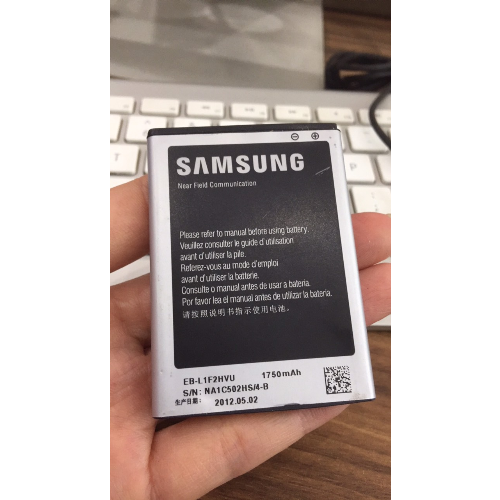 SAMSUNG
Near Field Communication
Please refer to manual before using battery.
Veuillez consulter le guide d'utilisation
avant d'utiliser la pile.
Referez-vous au mode d'emploi
avant d'utiliser la batterie.
Consulte o manual antes de usar a bateria.
Por favor lea el manual antes de utilizar la bateria.
请按照说明书指示使用电池。
EB-L1F2HVU 1750mAh
S/N: NA1C502HS/4-B
生产日期: 2012.05.02